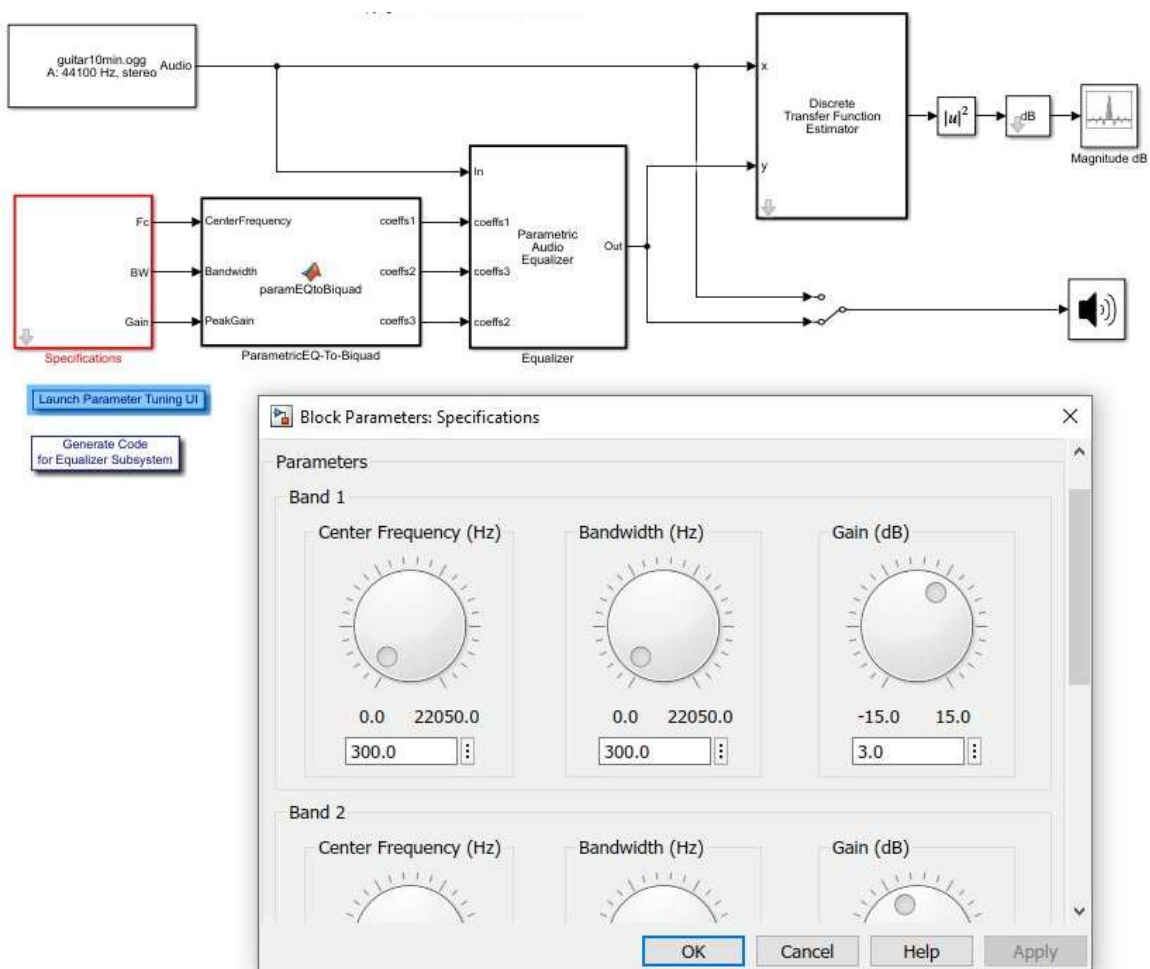 guitar10min.ogg
A: 44100 Hz, stereo
Audio
x
Discrete
Transfer Function
Estimator
y
|u|²
dB
Magnitude dB
Fc
BW
Gain
Specifications
CenterFrequency
Bandwidth
PeakGain
paramEQtoBiquad
coeffs1
coeffs2
coeffs3
ParametricEQ-To-Biquad
In
coeffs1
coeffs3
coeffs2
Parametric
Audio
Equalizer
Out
Equalizer
Launch Parameter Tuning UI
Generate Code
for Equalizer Subsystem
Block Parameters: Specifications
Parameters
Band 1
Center Frequency (Hz) Bandwidth (Hz) Gain (dB)
0.0 22050.0 0.0 22050.0 -15.0 15.0
300.0 300.0 3.0
Band 2
Center Frequency (Hz) Bandwidth (Hz) Gain (dB)
OK Cancel Help Apply